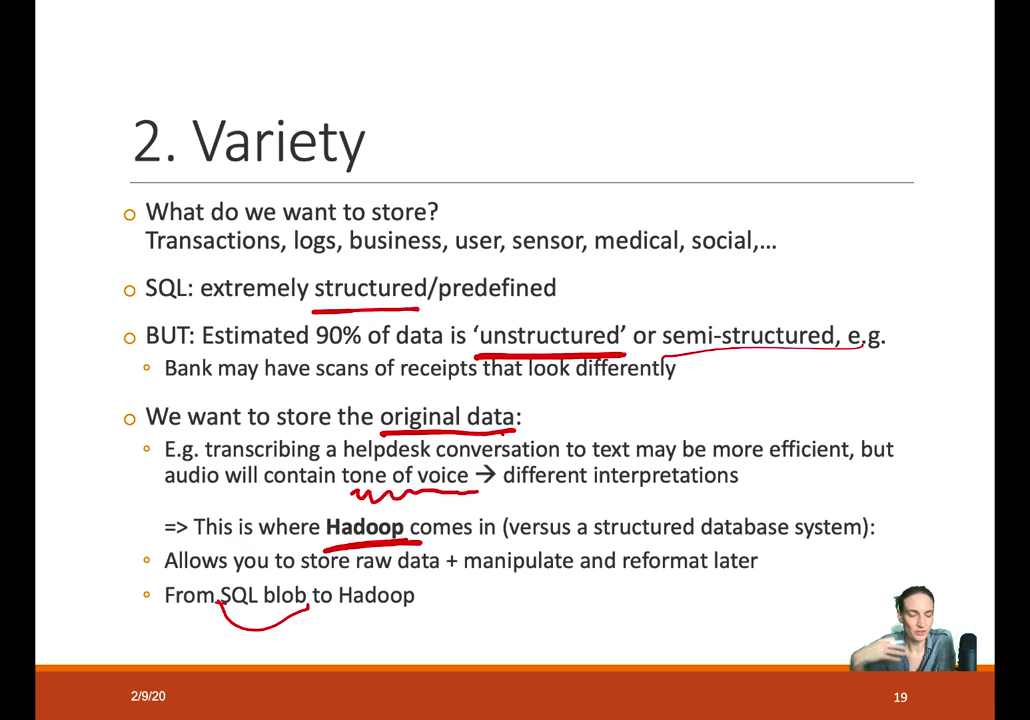 2. Variety
What do we want to store?
Transactions, logs, business, user, sensor, medical, social,...
SQL: extremely structured/predefined
BUT: Estimated 90% of data is ‘unstructured’ or semi-structured, e.g.
Bank may have scans of receipts that look differently
We want to store the original data:
E.g. transcribing a helpdesk conversation to text may be more efficient, but
audio will contain tone of voice → different interpretations
=> This is where Hadoop comes in (versus a structured database system):
Allows you to store raw data + manipulate and reformat later
From SQL blob to Hadoop
2/9/20
19